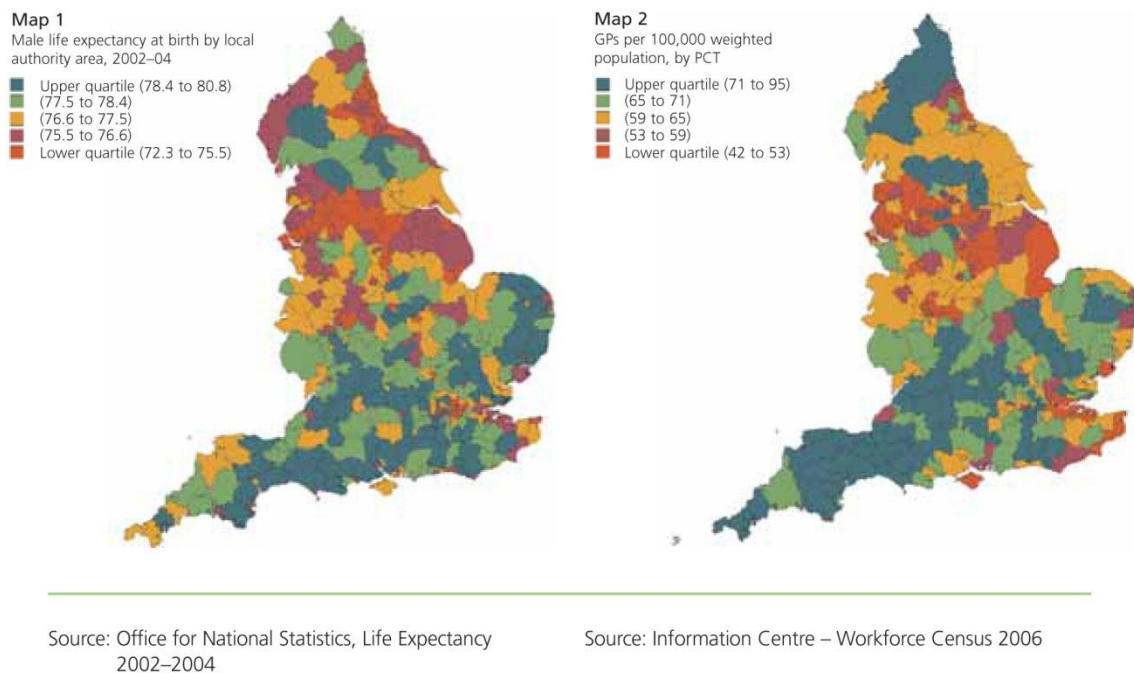 Map 1
Male life expectancy at birth by local
authority area, 2002–04
Upper quartile (78.4 to 80.8)
(77.5 to 78.4)
(76.6 to 77.5)
(75.5 to 76.6)
Lower quartile (72.3 to 75.5)
Map 2
GPs per 100,000 weighted
population, by PCT
Upper quartile (71 to 95)
(65 to 71)
(59 to 65)
(53 to 59)
Lower quartile (42 to 53)
Source: Office for National Statistics, Life Expectancy
2002–2004
Source: Information Centre – Workforce Census 2006